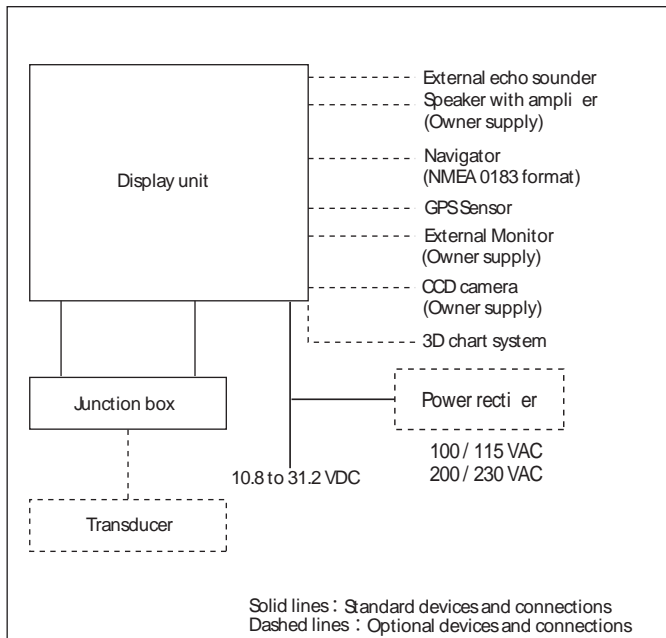 External echo sounder
Speaker with ampli er
(Owner supply)
Navigator
(NMEA 0183 format)
Display unit
GPS Sensor
External Monitor
(Owner supply)
CCD camera
(Owner supply)
3D chart system
Junction box
Power recti er
100 / 115 VAC
200 / 230 VAC
10.8 to 31.2 VDC
Transducer
Solid lines : Standard devices and connections
Dashed lines : Optional devices and connections